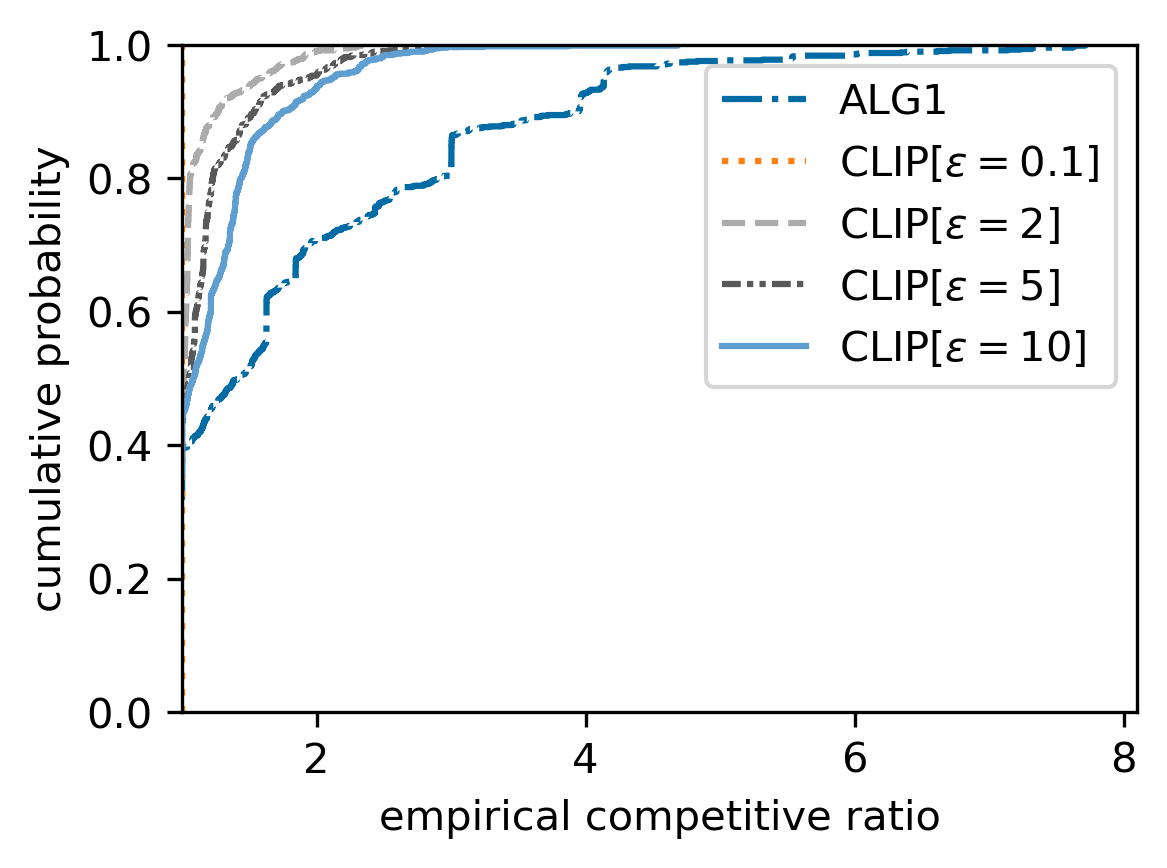 1.0
0.8
0.6
0.4
0.2
0.0
cumulative probability
2
4
6
8
empirical competitive ratio
ALG1
CLIP[ε = 0.1]
CLIP[ε = 2]
CLIP[ε = 5]
CLIP[ε = 10]